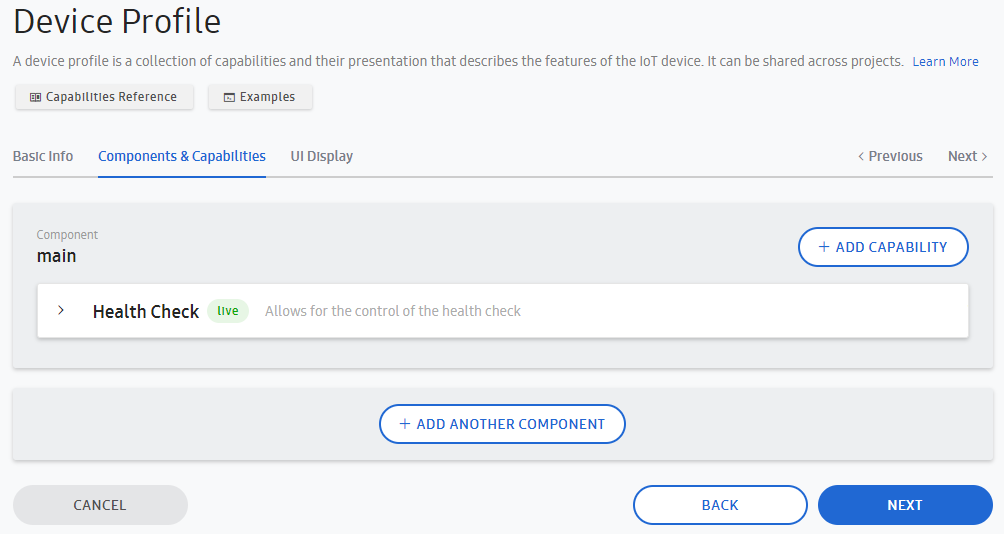 Device Profile
A device profile is a collection of capabilities and their presentation that describes the features of the IoT device. It can be shared across projects. Learn More
Capabilities Reference Examples
Basic Info Components & Capabilities UI Display < Previous Next >
Component
main
+ ADD CAPABILITY
> Health Check live Allows for the control of the health check
+ ADD ANOTHER COMPONENT
CANCEL BACK NEXT